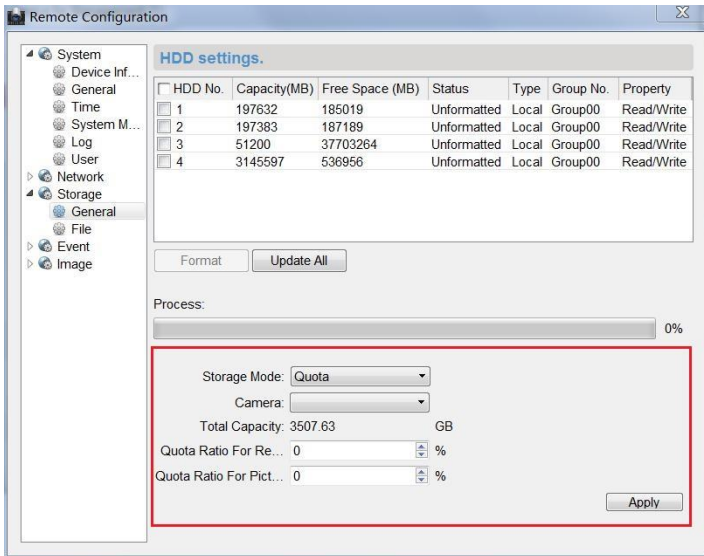 Remote Configuration
System
Device Inf...
General
Time
System M...
Log
User
Network
Storage
General
File
Event
Image
HDD settings.
HDD No. Capacity(MB) Free Space (MB) Status Type Group No. Property
1 197632 185019 Unformatted Local Group00 Read/Write
2 197383 187189 Unformatted Local Group00 Read/Write
3 51200 37703264 Unformatted Local Group00 Read/Write
4 3145597 536956 Unformatted Local Group00 Read/Write
Format Update All
Process:
0%
Storage Mode: Quota
Camera:
Total Capacity: 3507.63 GB
Quota Ratio For Re... 0 %
Quota Ratio For Pict... 0 %
Apply